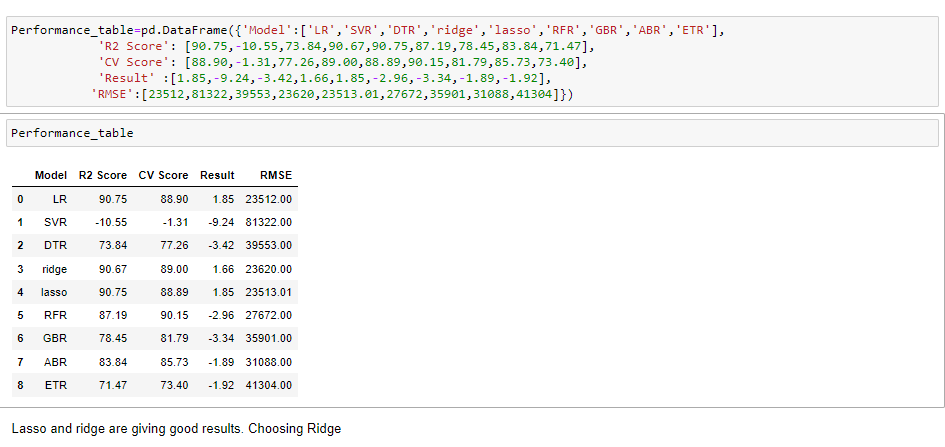 Performance_table=pd.DataFrame({'Model':['LR','SVR','DTR','ridge','lasso','RFR','GBR','ABR','ETR'],
'R2 Score': [90.75,-10.55,73.84,90.67,90.75,87.19,78.45,83.84,71.47],
'CV Score': [88.90,-1.31,77.26,89.00,88.89,90.15,81.79,85.73,73.40],
'Result' :[1.85,-9.24,-3.42,1.66,1.85,-2.96,-3.34,-1.89,-1.92],
'RMSE':[23512,81322,39553,23620,23513.01,27672,35901,31088,41304]})
Performance_table
Model R2 Score CV Score Result RMSE
0 LR 90.75 88.90 1.85 23512.00
1 SVR -10.55 -1.31 -9.24 81322.00
2 DTR 73.84 77.26 -3.42 39553.00
3 ridge 90.67 89.00 1.66 23620.00
4 lasso 90.75 88.89 1.85 23513.01
5 RFR 87.19 90.15 -2.96 27672.00
6 GBR 78.45 81.79 -3.34 35901.00
7 ABR 83.84 85.73 -1.89 31088.00
8 ETR 71.47 73.40 -1.92 41304.00
Lasso and ridge are giving good results. Choosing Ridge